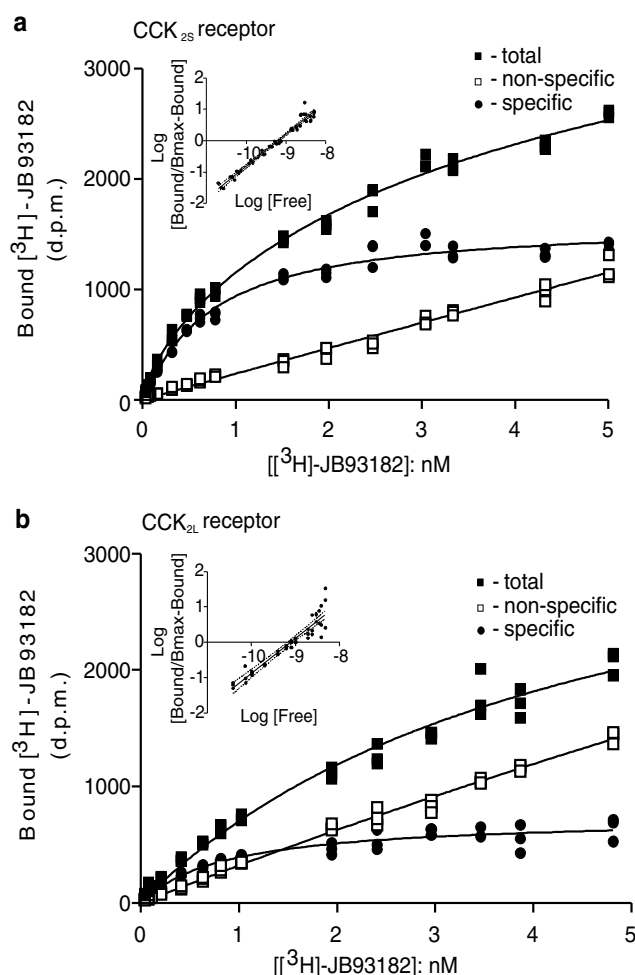 a
CCK2S receptor
3000
2000
1000
0
Bound [3H]-JB93182
(d.p.m.)
- total
- non-specific
- specific
2
1
0
-1
-2
Log
[Bound/Bmax-Bound]
-10 -9 -8
Log [Free]
0 1 2 3 4 5
[[3H]-JB93182]: nM
b
CCK2L receptor
3000
2000
1000
0
Bound [3H]-JB93182
(d.p.m.)
- total
- non-specific
- specific
2
1
0
-1
-2
Log
[Bound/Bmax-Bound]
-10 -9 -8
Log [Free]
0 1 2 3 4 5
[[3H]-JB93182]: nM